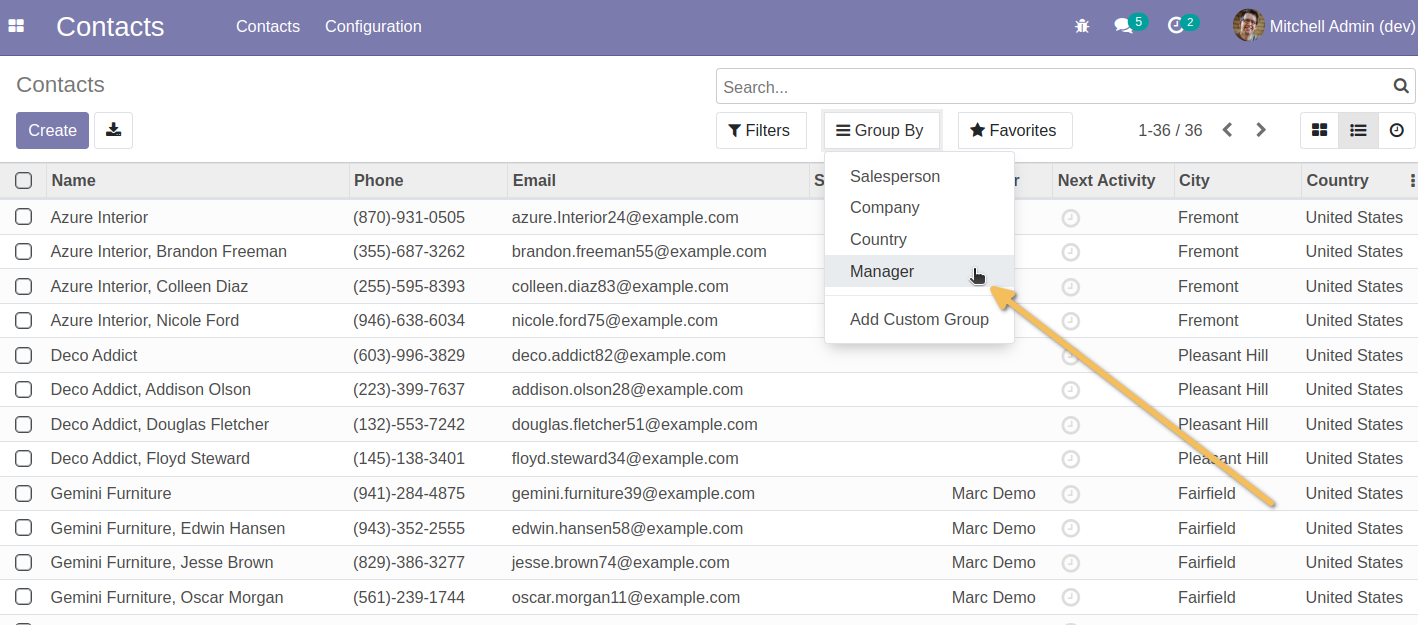 Contacts Contacts Configuration 5 2 Mitchell Admin (dev)
Contacts Search...
Create Filters Group By Favorites 1-36 / 36
Name Phone Email S r Next Activity City Country
Salesperson
Company
Country
Manager
Add Custom Group
Azure Interior (870)-931-0505 azure.Interior24@example.com Fremont United States
Azure Interior, Brandon Freeman (355)-687-3262 brandon.freeman55@example.com Fremont United States
Azure Interior, Colleen Diaz (255)-595-8393 colleen.diaz83@example.com Fremont United States
Azure Interior, Nicole Ford (946)-638-6034 nicole.ford75@example.com Fremont United States
Deco Addict (603)-996-3829 deco.addict82@example.com Pleasant Hill United States
Deco Addict, Addison Olson (223)-399-7637 addison.olson28@example.com Pleasant Hill United States
Deco Addict, Douglas Fletcher (132)-553-7242 douglas.fletcher51@example.com Pleasant Hill United States
Deco Addict, Floyd Steward (145)-138-3401 floyd.steward34@example.com Pleasant Hill United States
Gemini Furniture (941)-284-4875 gemini.furniture39@example.com Marc Demo Fairfield United States
Gemini Furniture, Edwin Hansen (943)-352-2555 edwin.hansen58@example.com Marc Demo Fairfield United States
Gemini Furniture, Jesse Brown (829)-386-3277 jesse.brown74@example.com Marc Demo Fairfield United States
Gemini Furniture, Oscar Morgan (561)-239-1744 oscar.morgan11@example.com Marc Demo Fairfield United States